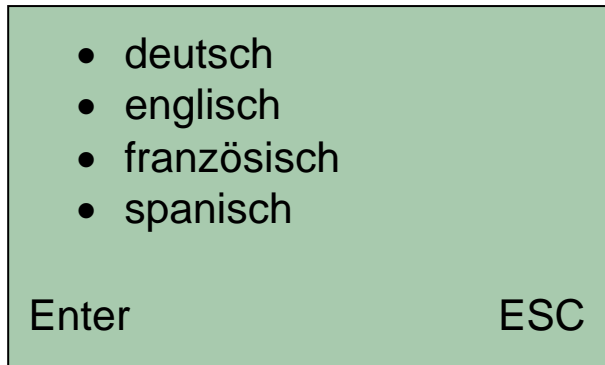 • deutsch
• englisch
• französisch
• spanisch
Enter ESC